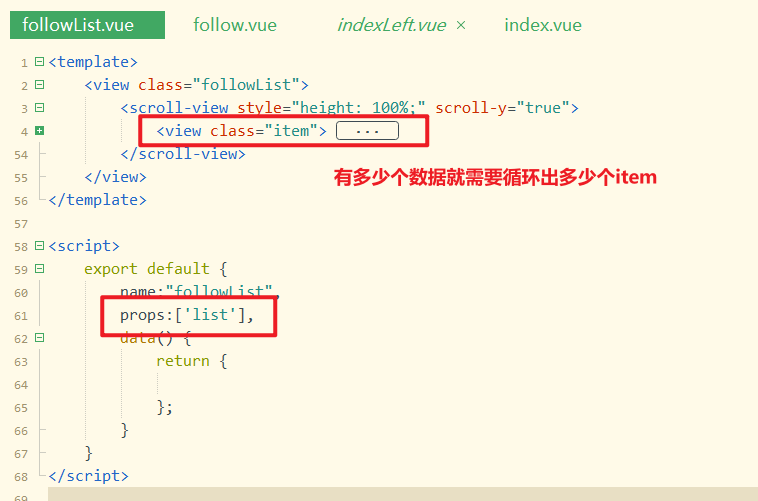 followList.vue follow.vue indexLeft.vue × index.vue
1 <template>
2 <view class="followList">
3 <scroll-view style="height: 100%;" scroll-y="true">
4 <view class="item"> ...
54 </scroll-view>
55 </view>
有多少个数据就需要循环出多少个item
56 </template>
57
58 <script>
59 export default {
60 name:"followList",
61 props:['list'],
62 data() {
63 return {
64
65 };
66 }
67 }
68 </script>
69